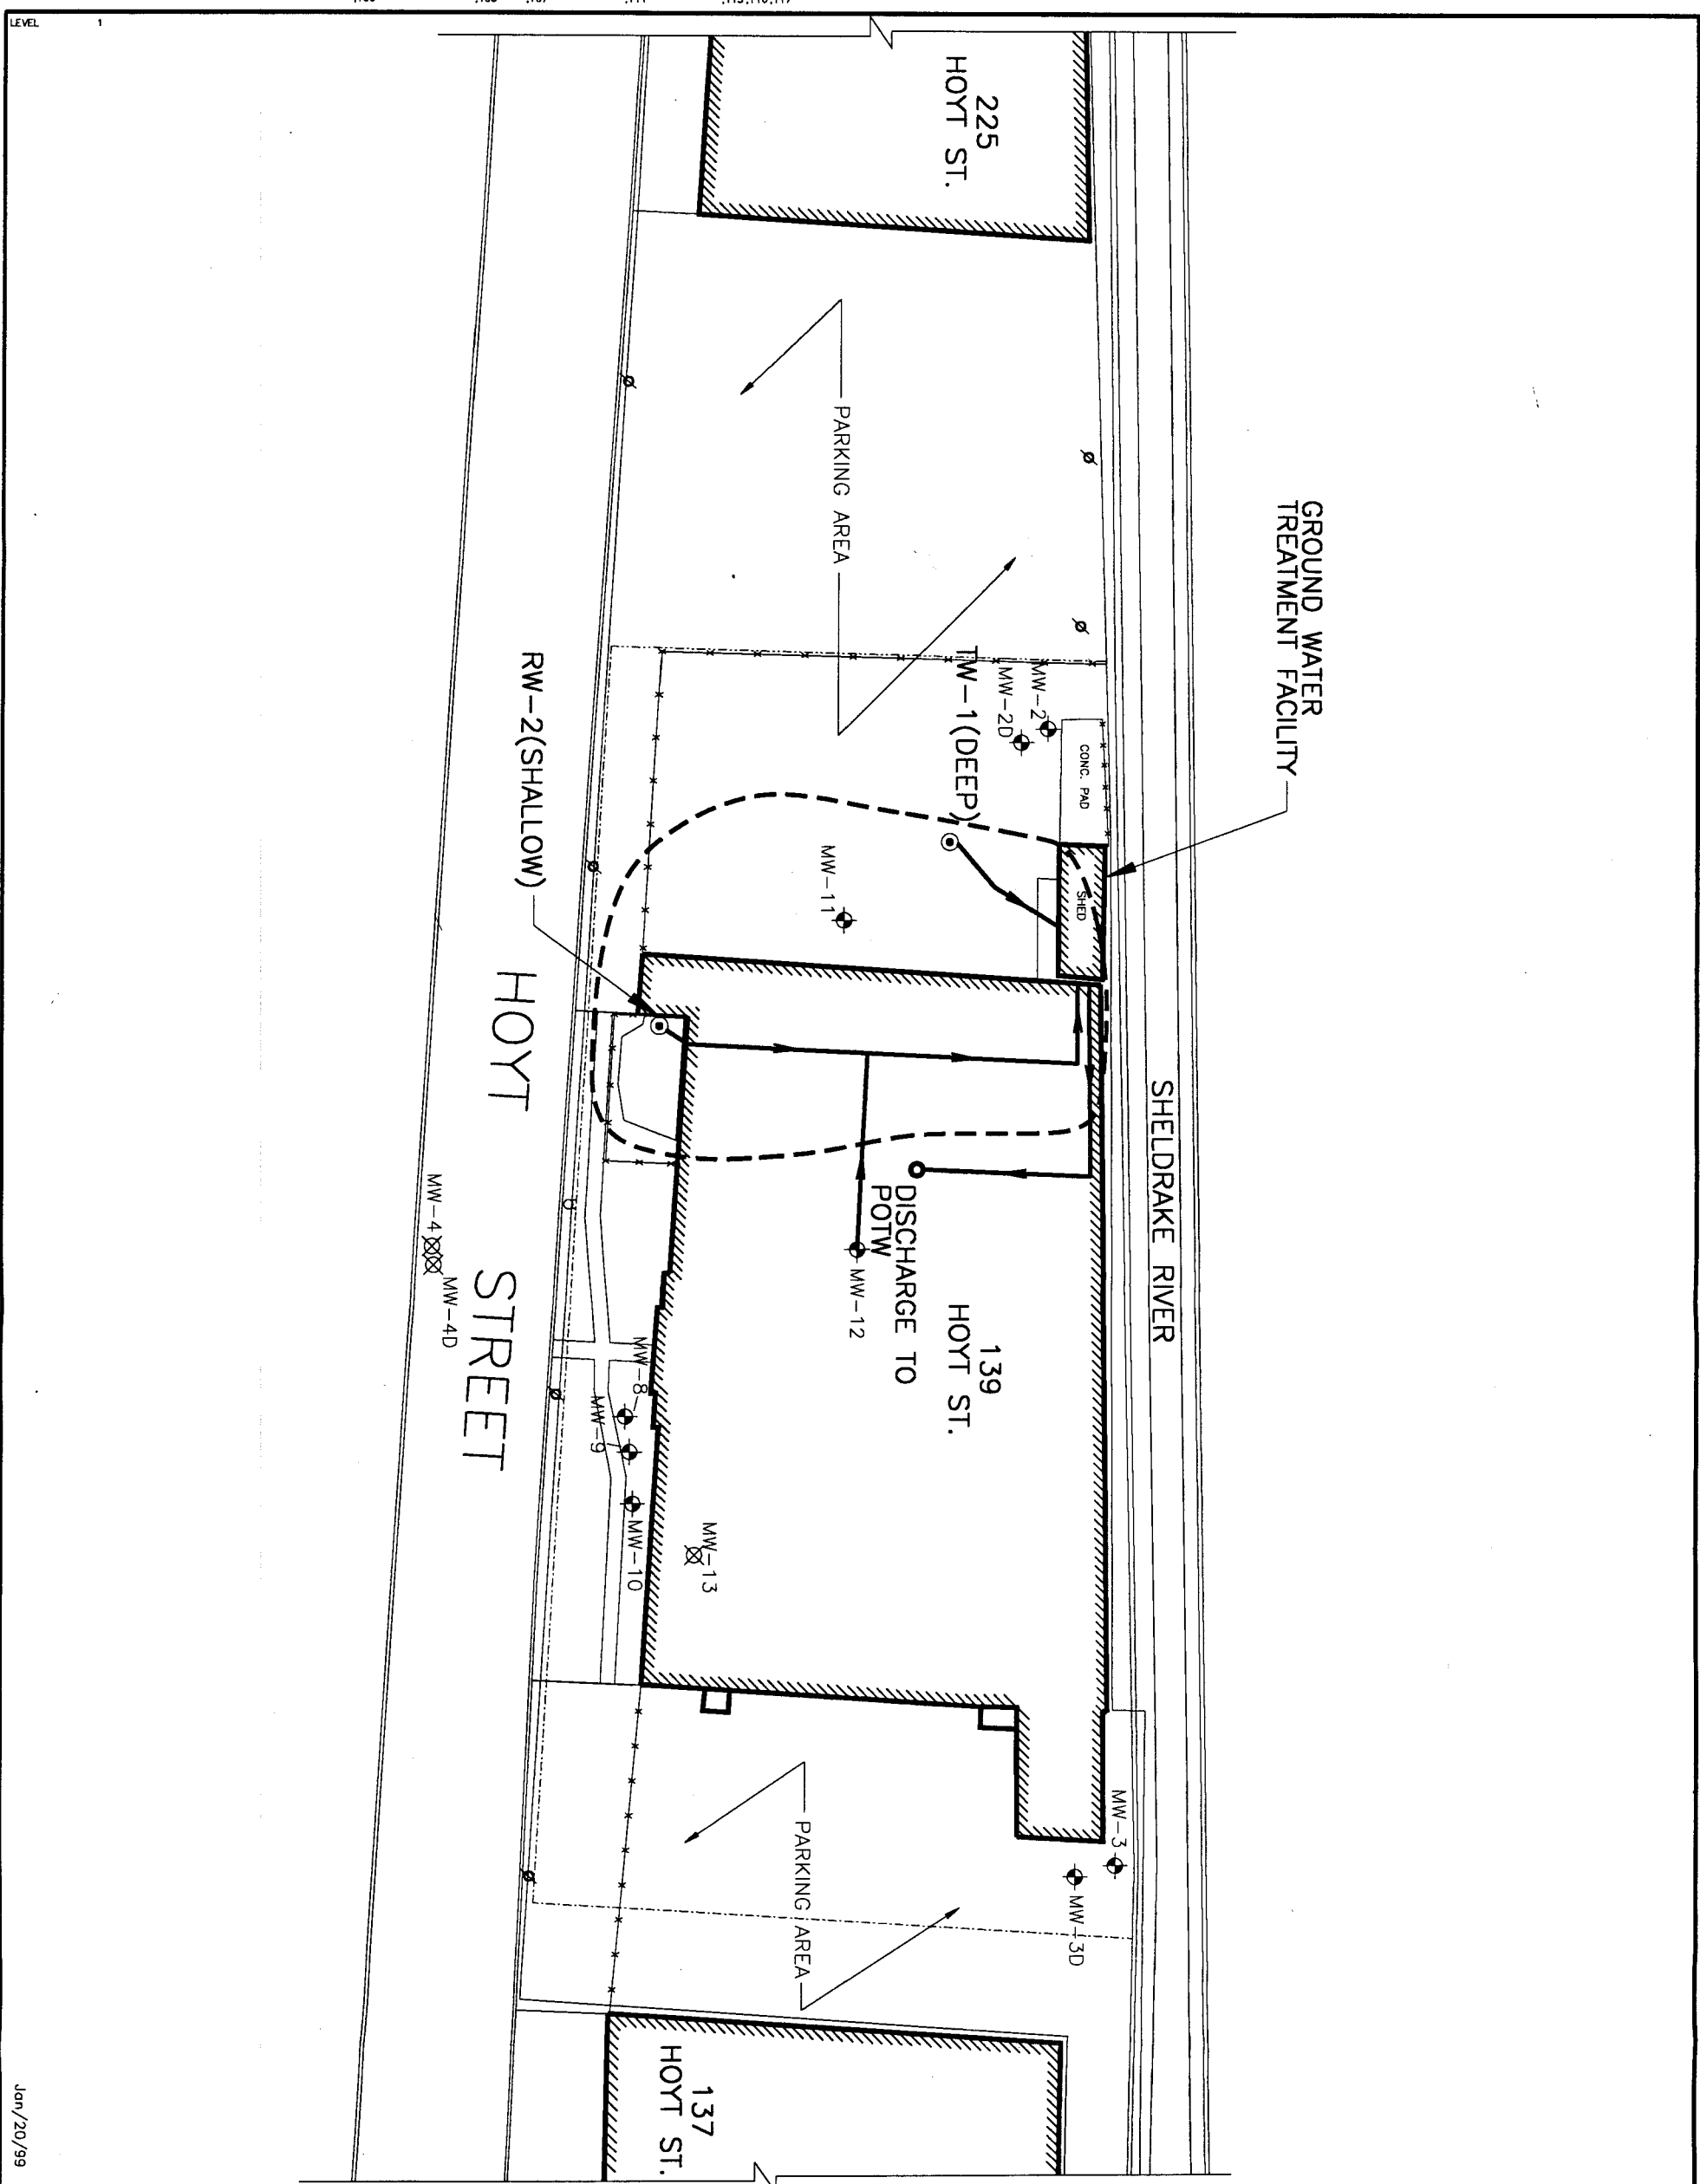 LEVEL 1
225
HOYT ST.
GROUND WATER
TREATMENT FACILITY
PARKING AREA
MW-2
MW-2D
TW-1(DEEP)
CONC. PAD
SHED
RW-2(SHALLOW)
MW-11
SHELDRAKE RIVER
HOYT STREET
DISCHARGE TO
POTW
MW-12
139
HOYT ST.
MW-4
MW-4D
MW-8
MW-9
MW-10
MW-13
MW-3
MW-3D
PARKING AREA
137
HOYT ST.
Jan/20/99